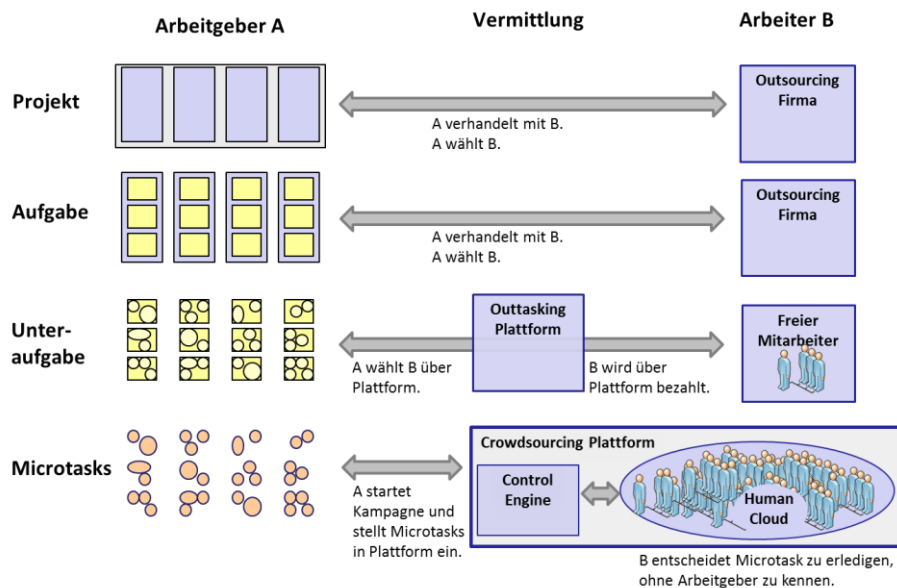 Arbeitgeber A
Vermittlung
Arbeiter B
Projekt
A verhandelt mit B.
A wählt B.
Outsourcing
Firma
Aufgabe
A verhandelt mit B.
A wählt B.
Outsourcing
Firma
Unter-
aufgabe
A wählt B über
Plattform.
Outtasking
Plattform
B wird über
Plattform bezahlt.
Freier
Mitarbeiter
Microtasks
A startet
Kampagne und
stellt Microtasks
in Plattform ein.
Crowdsourcing Plattform
Control
Engine
Human
Cloud
B entscheidet Microtask zu erledigen,
ohne Arbeitgeber zu kennen.